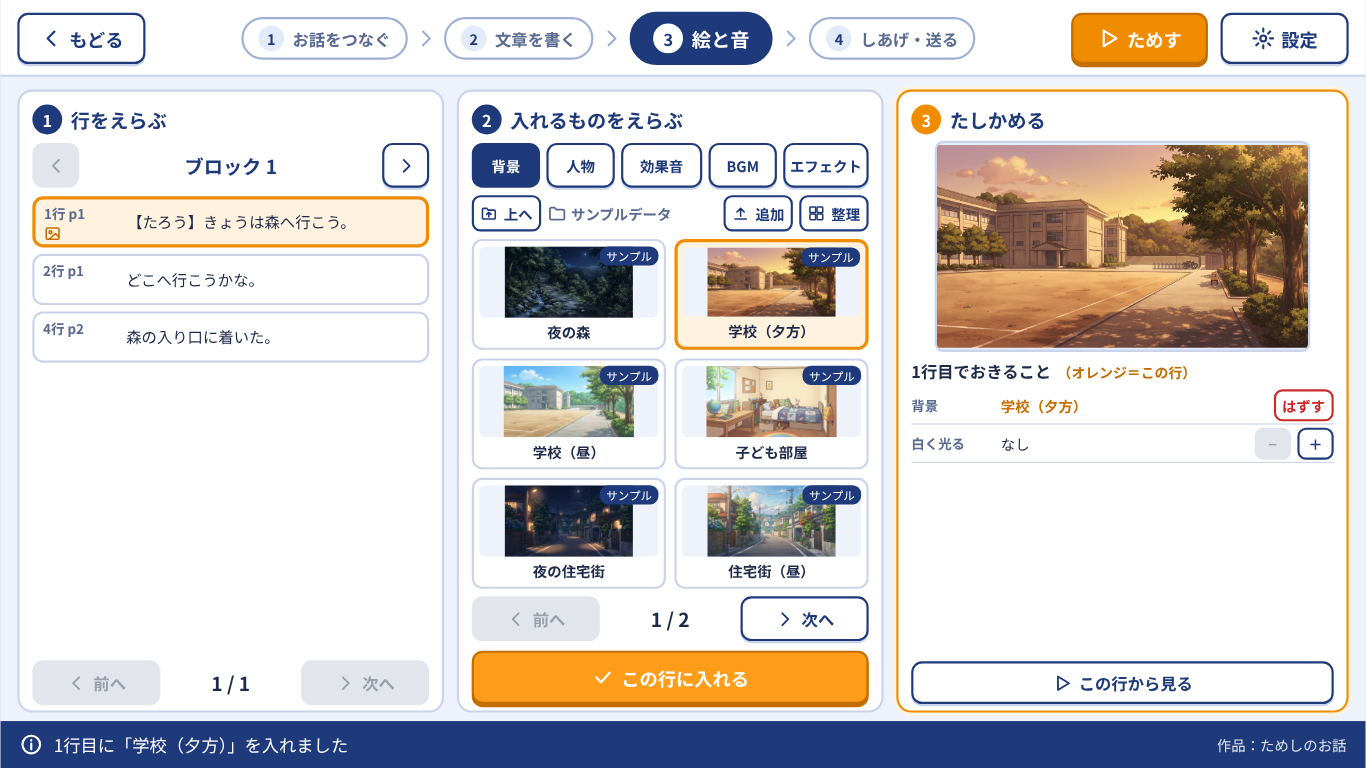 もどる
1 お話をつなぐ
2 文章を書く
3 絵と音
4 しあげ・送る
ためす
設定
1 行をえらぶ
ブロック 1
1行 p1
【たろう】きょうは森へ行こう。
2行 p1
どこへ行こうかな。
4行 p2
森の入り口に着いた。
前へ
1 / 1
次へ
2 入れるものをえらぶ
背景
人物
効果音
BGM
エフェクト
上へ
サンプルデータ
追加
整理
サンプル
夜の森
サンプル
学校（夕方）
サンプル
学校（昼）
サンプル
子ども部屋
サンプル
夜の住宅街
サンプル
住宅街（昼）
前へ
1 / 2
次へ
この行に入れる
3 たしかめる
1行目でおきること （オレンジ＝この行）
背景 学校（夕方） はずす
白く光る なし − +
この行から見る
1行目に「学校（夕方）」を入れました
作品：ためしのお話